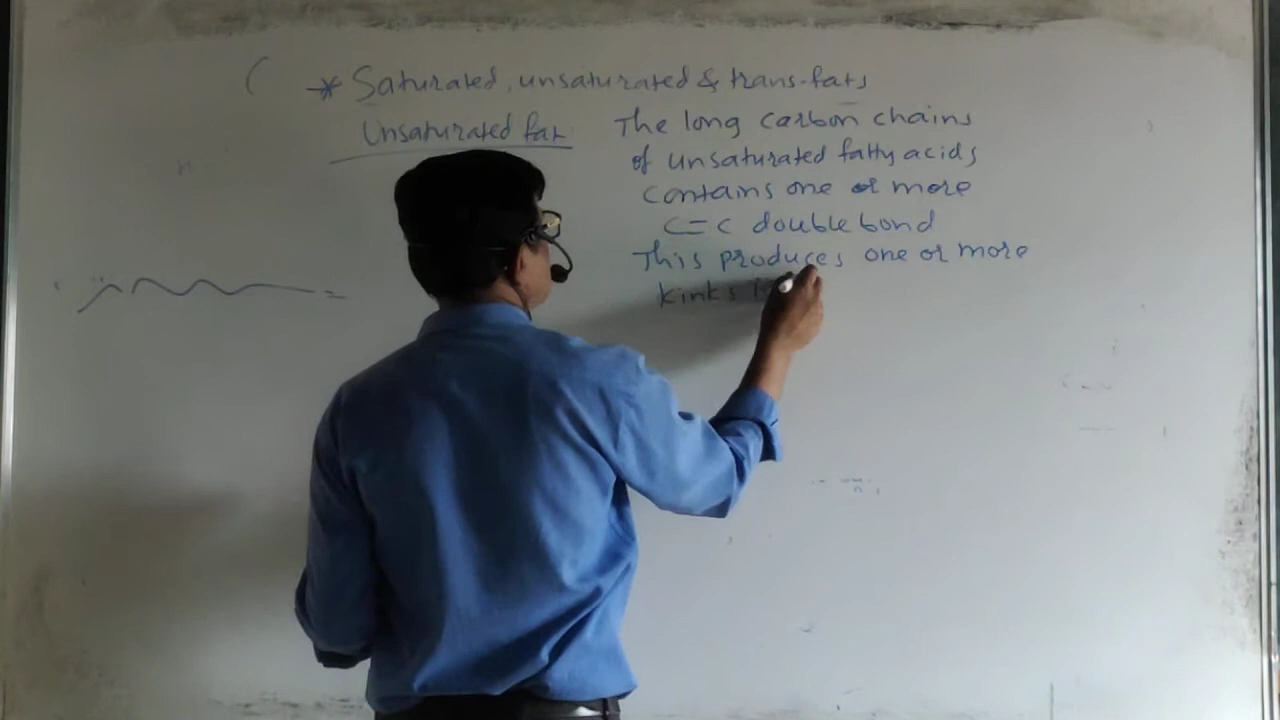 * Saturated, unsaturated & trans-fats
Unsaturated fat
The long carbon chains
of unsaturated fatty acids
contains one or more
C=C double bond
This produces one or more
kinks